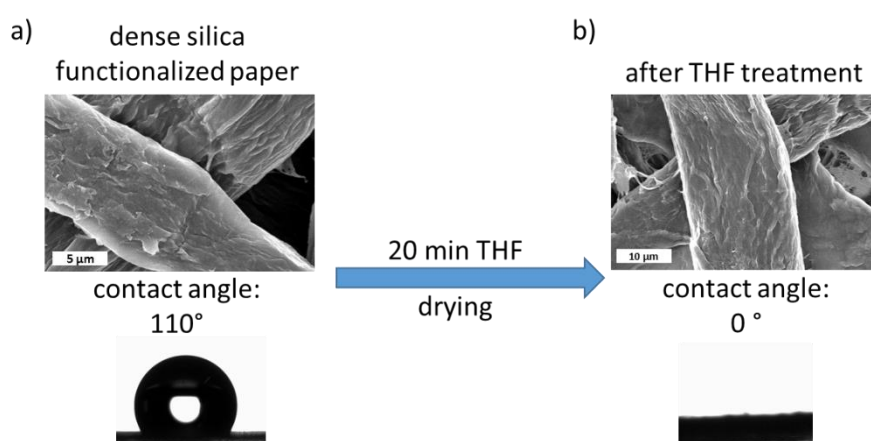 a)
dense silica
functionalized paper
5 µm
contact angle:
110°
20 min THF
drying
b)
after THF treatment
10 µm
contact angle:
0 °